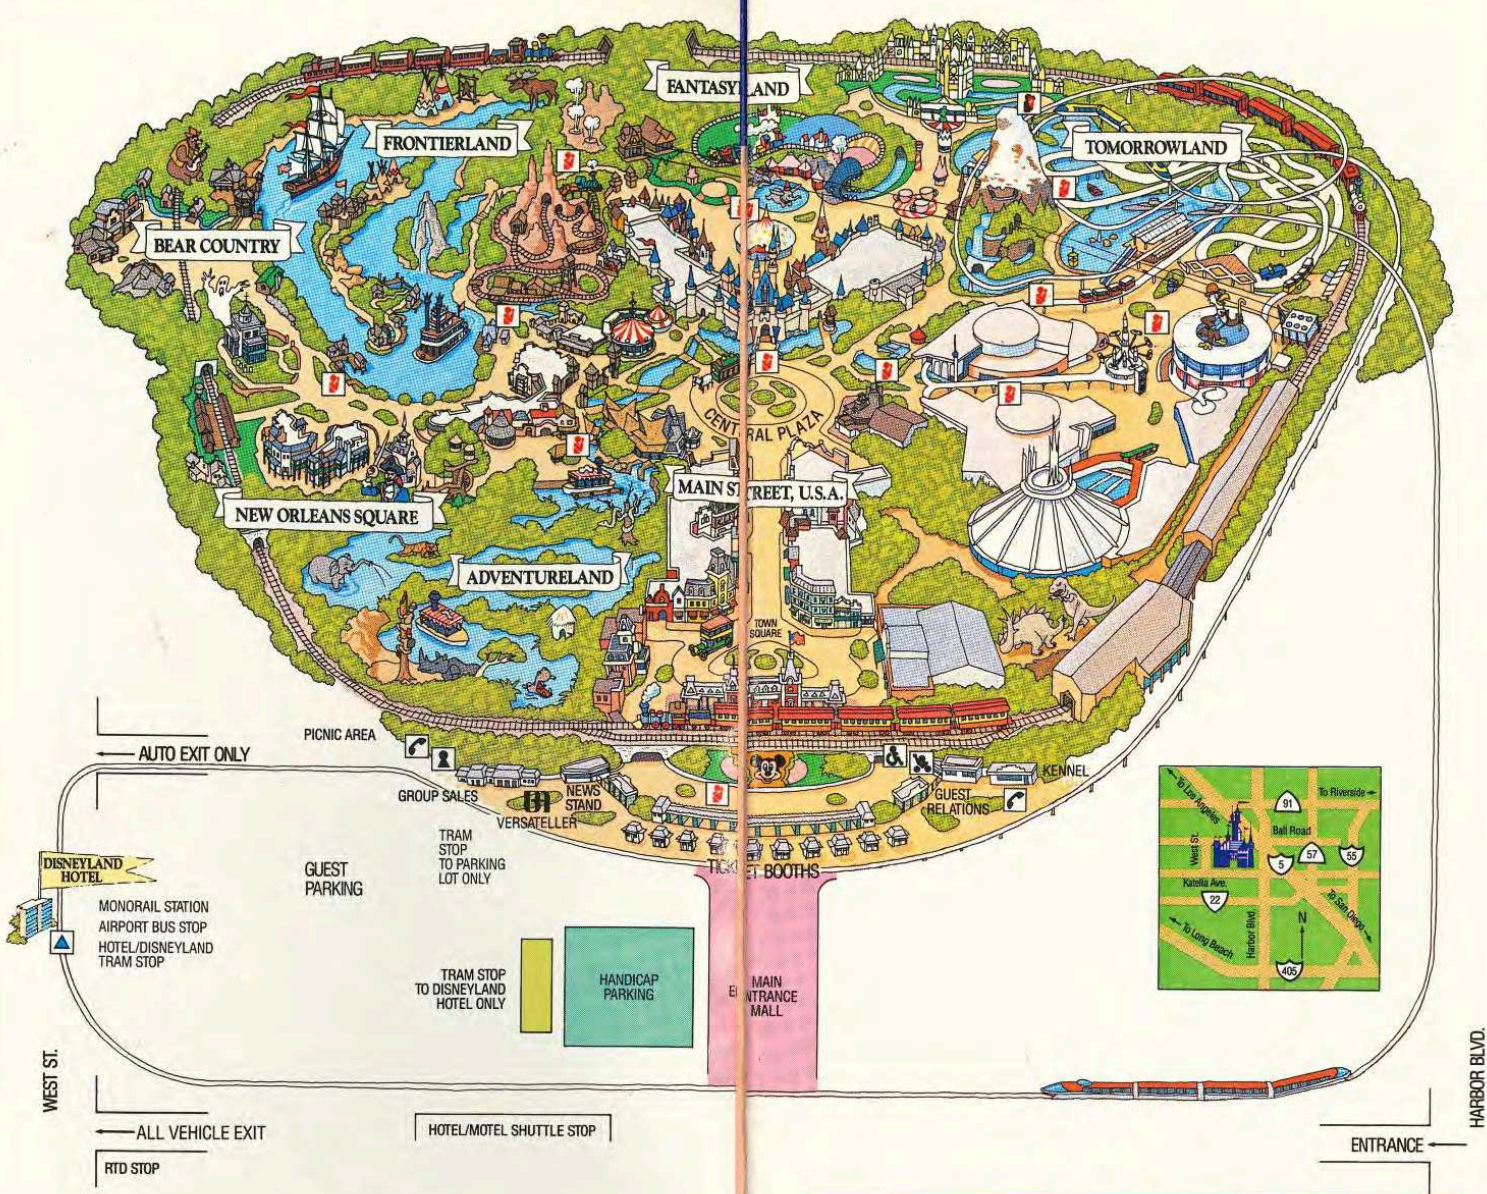 FANTASYLAND
FRONTIERLAND
TOMORROWLAND
BEAR COUNTRY
CENTRAL PLAZA
MAIN STREET, U.S.A.
NEW ORLEANS SQUARE
ADVENTURELAND
TOWN
SQUARE
PICNIC AREA
AUTO EXIT ONLY
GROUP SALES
NEWS
STAND
VERSATELLER
GUEST
RELATIONS
KENNEL
TICKET BOOTHS
TRAM
STOP
TO PARKING
LOT ONLY
GUEST
PARKING
DISNEYLAND
HOTEL
MONORAIL STATION
AIRPORT BUS STOP
HOTEL/DISNEYLAND
TRAM STOP
TRAM STOP
TO DISNEYLAND
HOTEL ONLY
HANDICAP
PARKING
MAIN
ENTRANCE
MALL
To Los Angeles
91
To Riverside
Ball Road
West St.
5
57
55
Katella Ave.
22
Harbor Blvd.
N
To San Diego
To Long Beach
405
WEST ST.
HARBOR BLVD.
ALL VEHICLE EXIT
HOTEL/MOTEL SHUTTLE STOP
ENTRANCE
RTD STOP